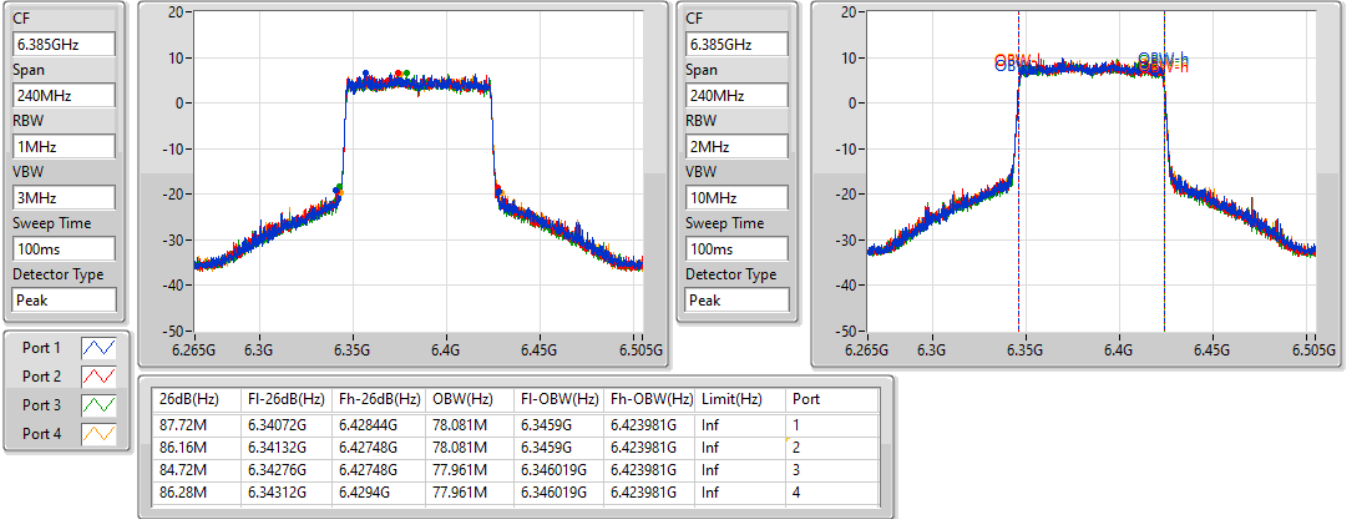 CF
6.385GHz
Span
240MHz
RBW
1MHz
VBW
3MHz
Sweep Time
100ms
Detector Type
Peak
20
10
0
-10
-20
-30
-40
-50
6.265G 6.3G 6.35G 6.4G 6.45G 6.505G
CF
6.385GHz
Span
240MHz
RBW
2MHz
VBW
10MHz
Sweep Time
100ms
Detector Type
Peak
20
10
0
-10
-20
-30
-40
-50
OBW-h
OBW-h
6.265G 6.3G 6.35G 6.4G 6.45G 6.505G
Port 1
Port 2
Port 3
Port 4
26dB(Hz) Fl-26dB(Hz) Fh-26dB(Hz) OBW(Hz) Fl-OBW(Hz) Fh-OBW(Hz) Limit(Hz) Port
87.72M 6.34072G 6.42844G 78.081M 6.3459G 6.423981G Inf 1
86.16M 6.34132G 6.42748G 78.081M 6.3459G 6.423981G Inf 2
84.72M 6.34276G 6.42748G 77.961M 6.346019G 6.423981G Inf 3
86.28M 6.34312G 6.4294G 77.961M 6.346019G 6.423981G Inf 4